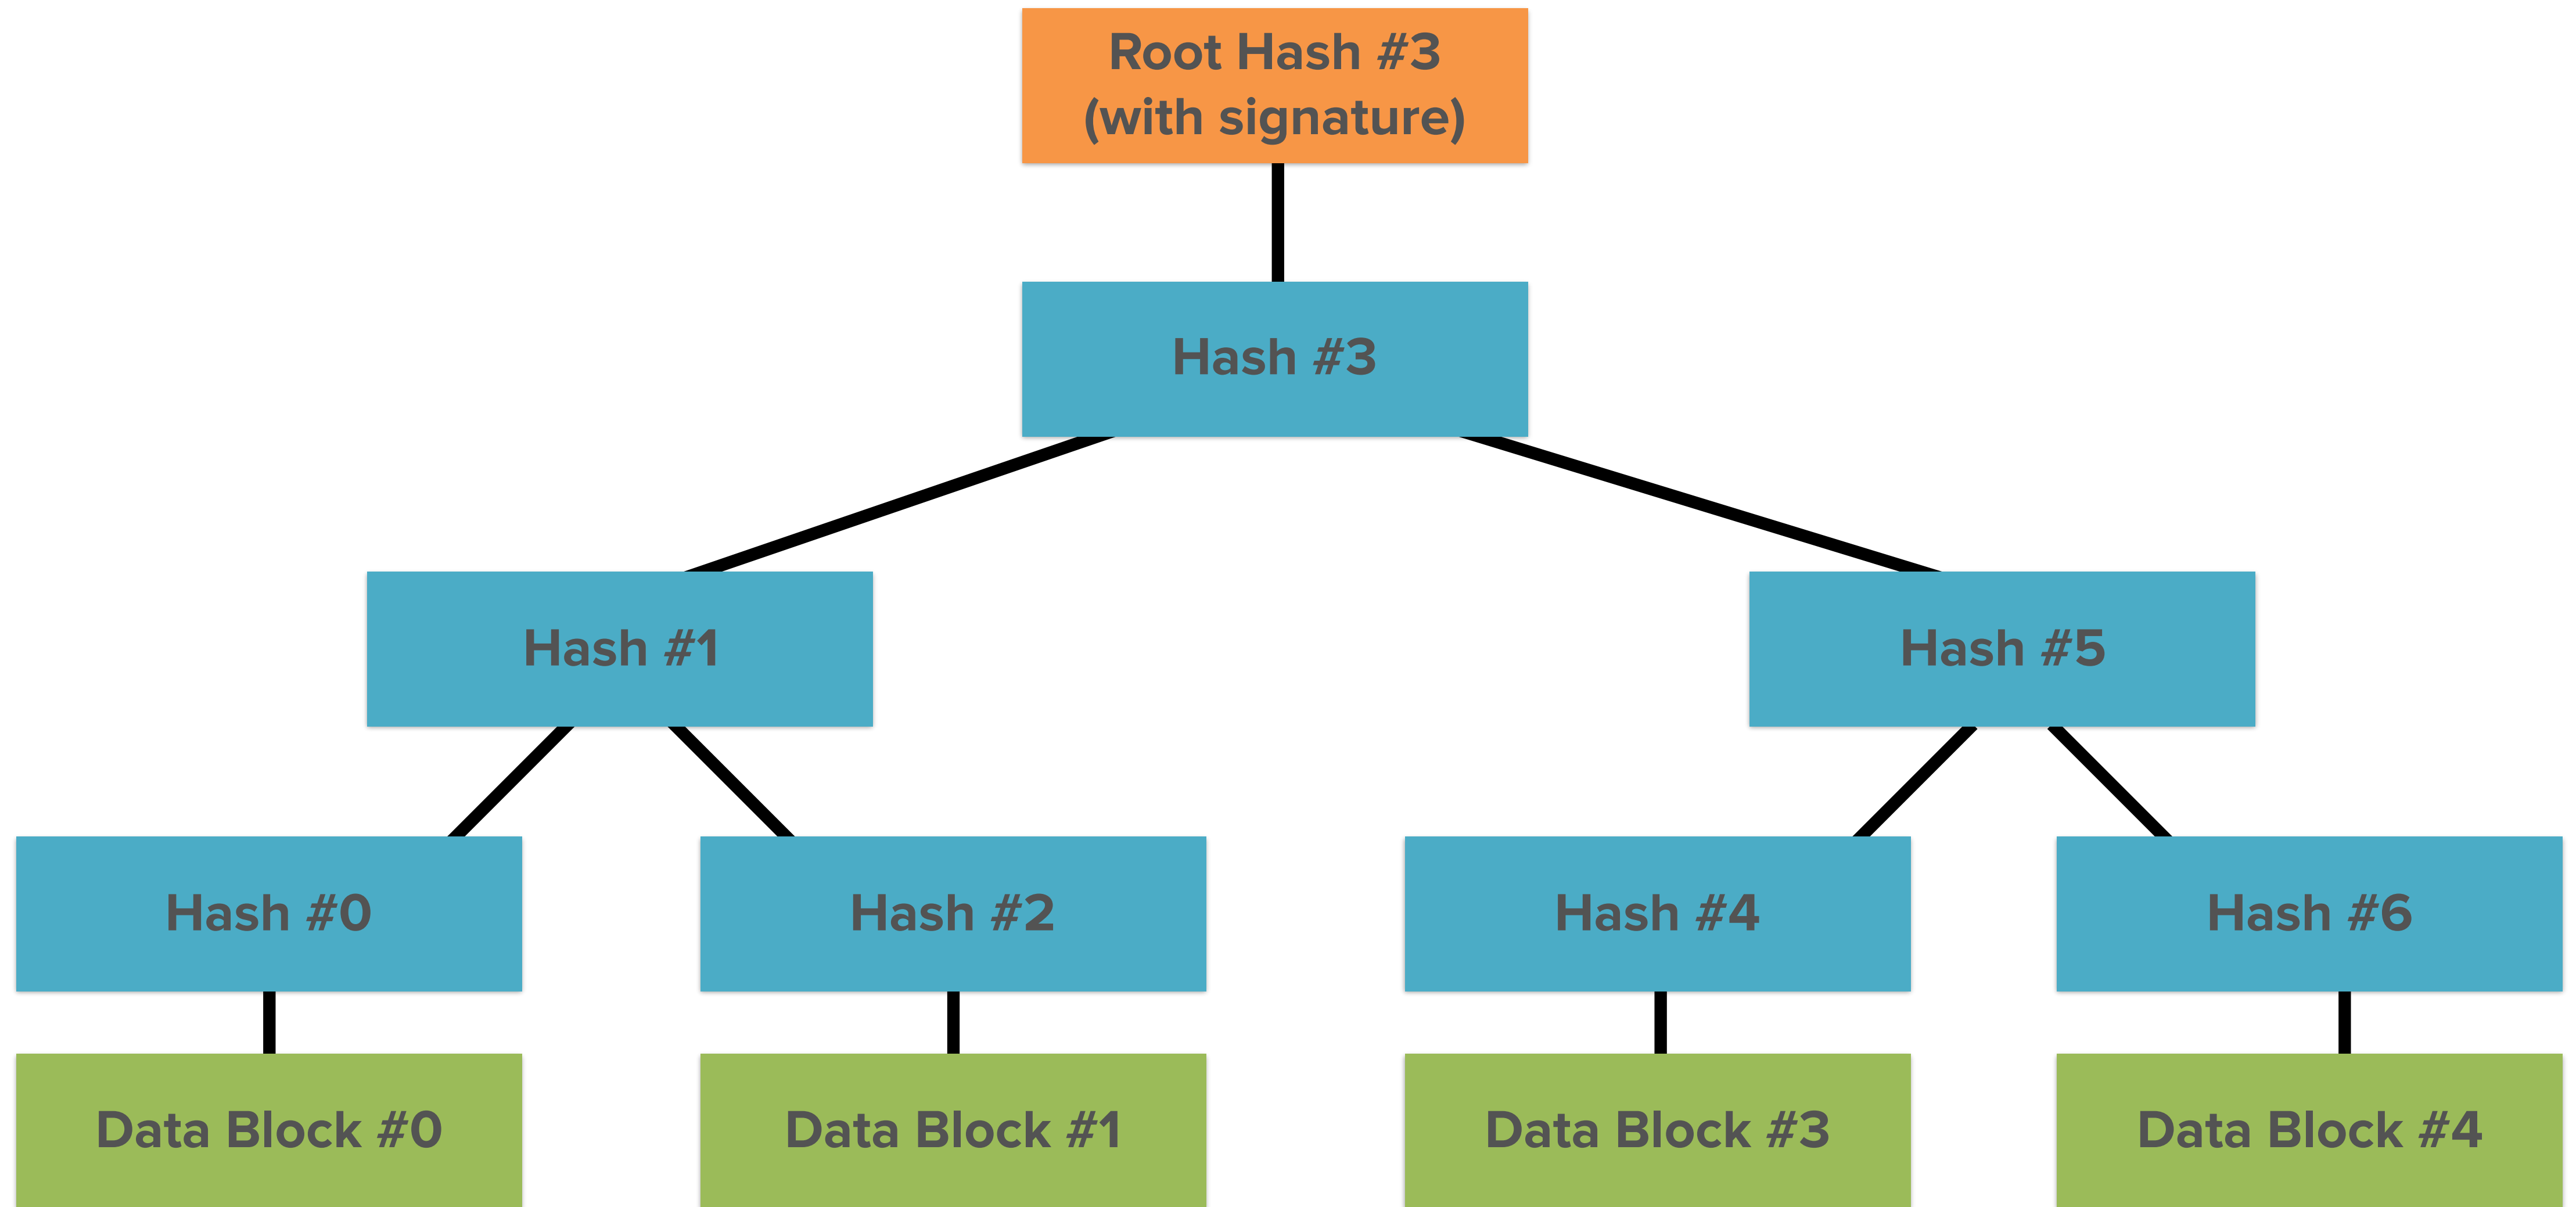 Root Hash #3
(with signature)
Hash #3
Hash #1
Hash #5
Hash #0
Hash #2
Hash #4
Hash #6
Data Block #0
Data Block #1
Data Block #3
Data Block #4